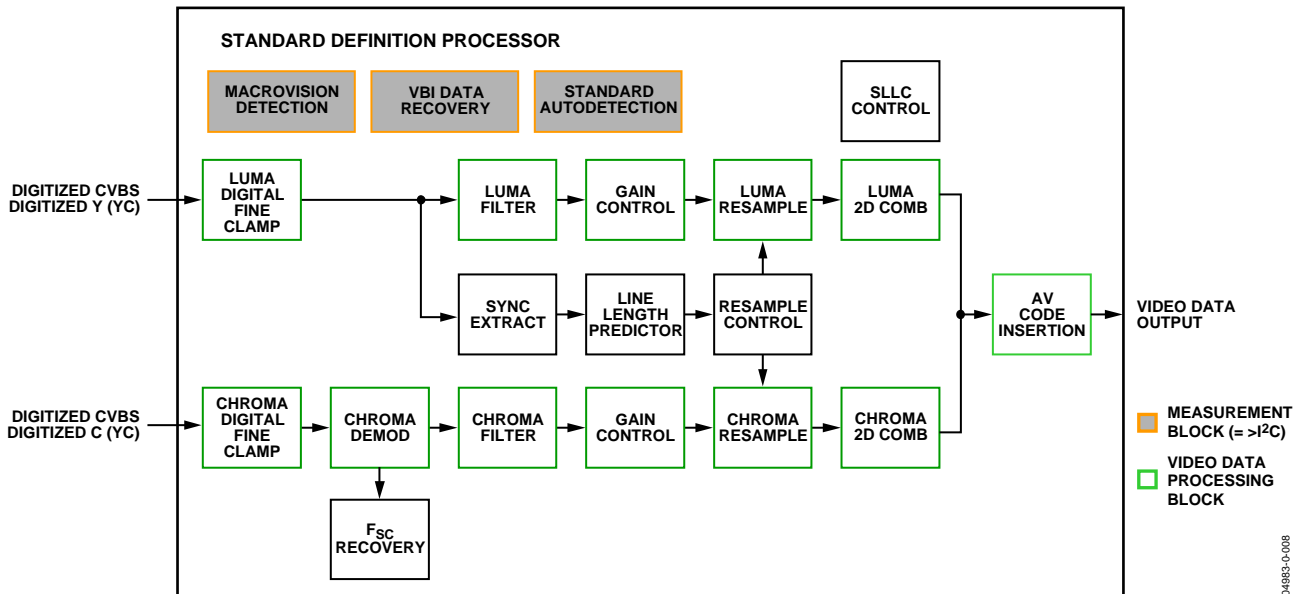 STANDARD DEFINITION PROCESSOR
MACROVISION
DETECTION
VBI DATA
RECOVERY
STANDARD
AUTODETECTION
SLLC
CONTROL
DIGITIZED CVBS
DIGITIZED Y (YC)
LUMA
DIGITAL
FINE
CLAMP
LUMA
FILTER
GAIN
CONTROL
LUMA
RESAMPLE
LUMA
2D COMB
SYNC
EXTRACT
LINE
LENGTH
PREDICTOR
RESAMPLE
CONTROL
AV
CODE
INSERTION
VIDEO DATA
OUTPUT
DIGITIZED CVBS
DIGITIZED C (YC)
CHROMA
DIGITAL
FINE
CLAMP
CHROMA
DEMOD
CHROMA
FILTER
GAIN
CONTROL
CHROMA
RESAMPLE
CHROMA
2D COMB
FSC
RECOVERY
MEASUREMENT
BLOCK (= >I2C)
VIDEO DATA
PROCESSING
BLOCK
04983-0-008